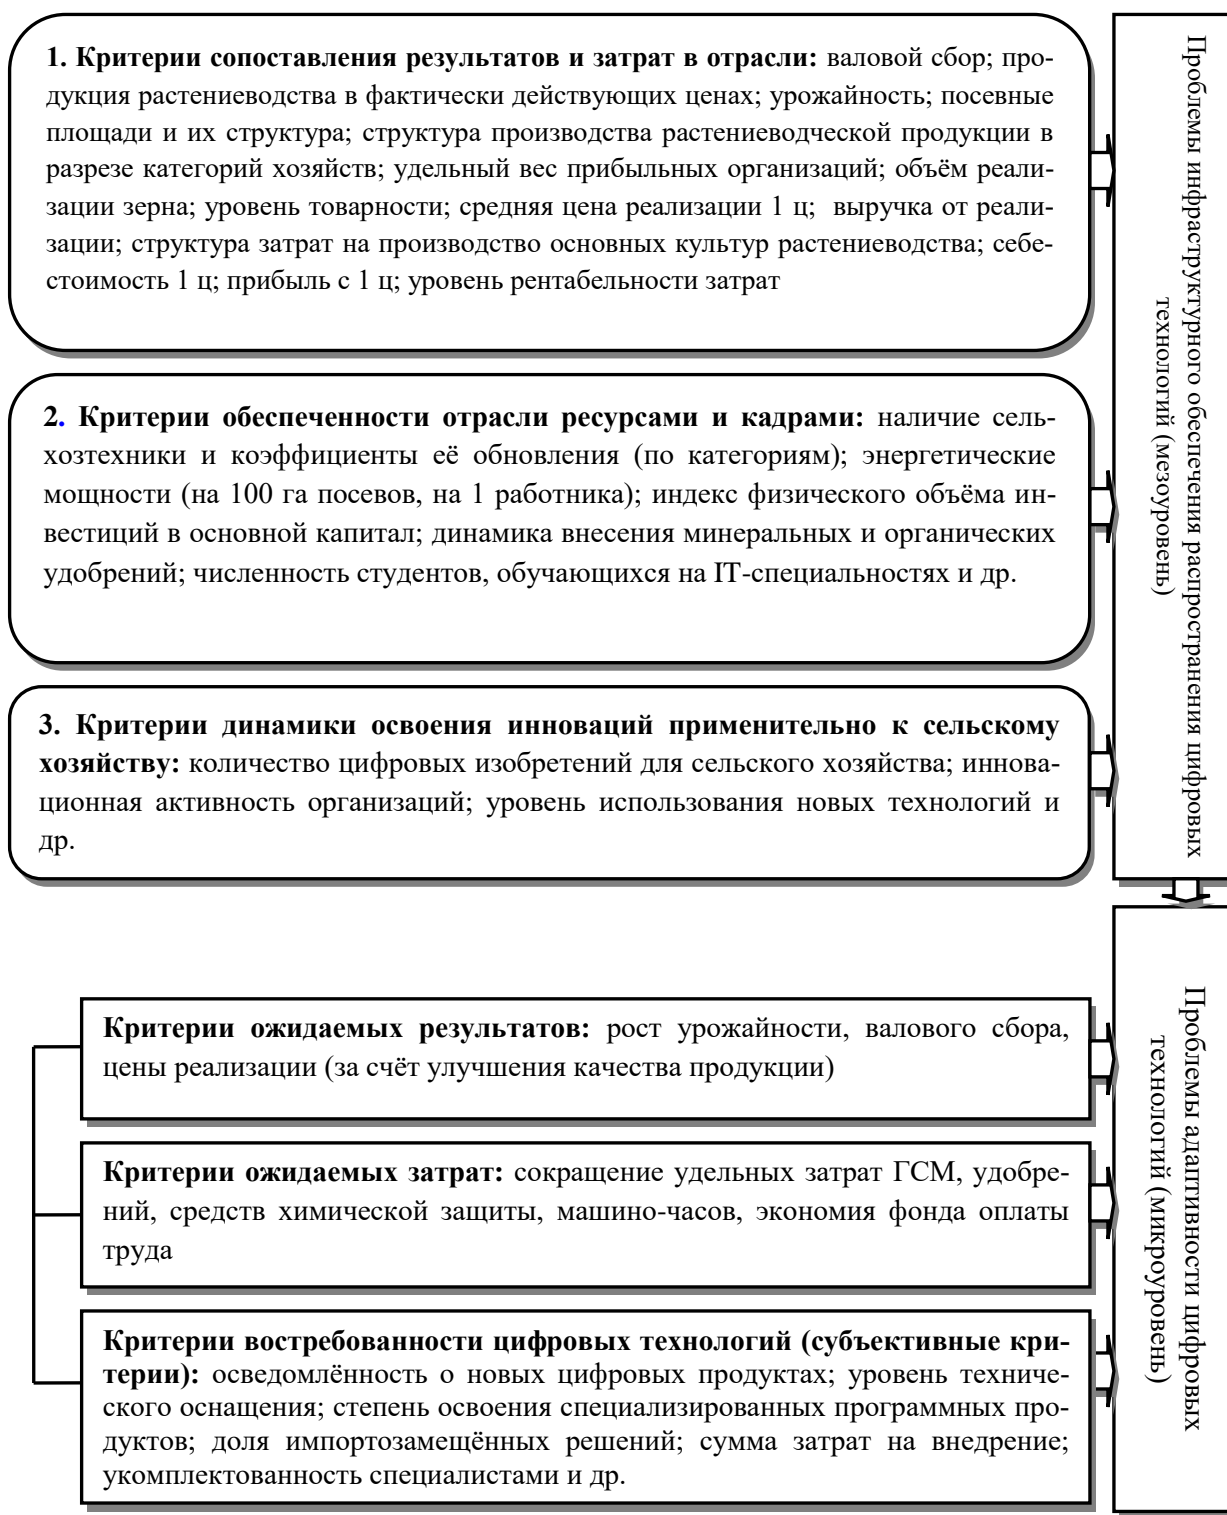 1. Критерии сопоставления результатов и затрат в отрасли: валовой сбор; про-
дукция растениеводства в фактически действующих ценах; урожайность; посевные
площади и их структура; структура производства растениеводческой продукции в
разрезе категорий хозяйств; удельный вес прибыльных организаций; объём реали-
зации зерна; уровень товарности; средняя цена реализации 1 ц; выручка от реали-
зации; структура затрат на производство основных культур растениеводства; себе-
стоимость 1 ц; прибыль с 1 ц; уровень рентабельности затрат
2. Критерии обеспеченности отрасли ресурсами и кадрами: наличие сель-
хозтехники и коэффициенты её обновления (по категориям); энергетические
мощности (на 100 га посевов, на 1 работника); индекс физического объёма ин-
вестиций в основной капитал; динамика внесения минеральных и органических
удобрений; численность студентов, обучающихся на IT-специальностях и др.
3. Критерии динамики освоения инноваций применительно к сельскому
хозяйству: количество цифровых изобретений для сельского хозяйства; иннова-
ционная активность организаций; уровень использования новых технологий и
др.
Проблемы инфраструктурного обеспечения распространения цифровых
технологий (мезоуровень)
Критерии ожидаемых результатов: рост урожайности, валового сбора,
цены реализации (за счёт улучшения качества продукции)
Критерии ожидаемых затрат: сокращение удельных затрат ГСМ, удобре-
ний, средств химической защиты, машино-часов, экономия фонда оплаты
труда
Критерии востребованности цифровых технологий (субъективные кри-
терии): осведомлённость о новых цифровых продуктах; уровень техниче-
ского оснащения; степень освоения специализированных программных про-
дуктов; доля импортозамещённых решений; сумма затрат на внедрение;
укомплектованность специалистами и др.
Проблемы адаптивности цифровых
технологий (микроуровень)